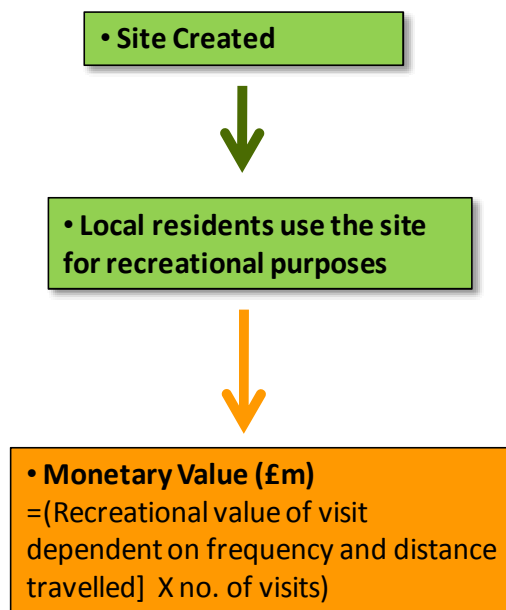 • Site Created
• Local residents use the site
for recreational purposes
• Monetary Value (£m)
=(Recreational value of visit
dependent on frequency and distance
travelled]  X no. of visits)